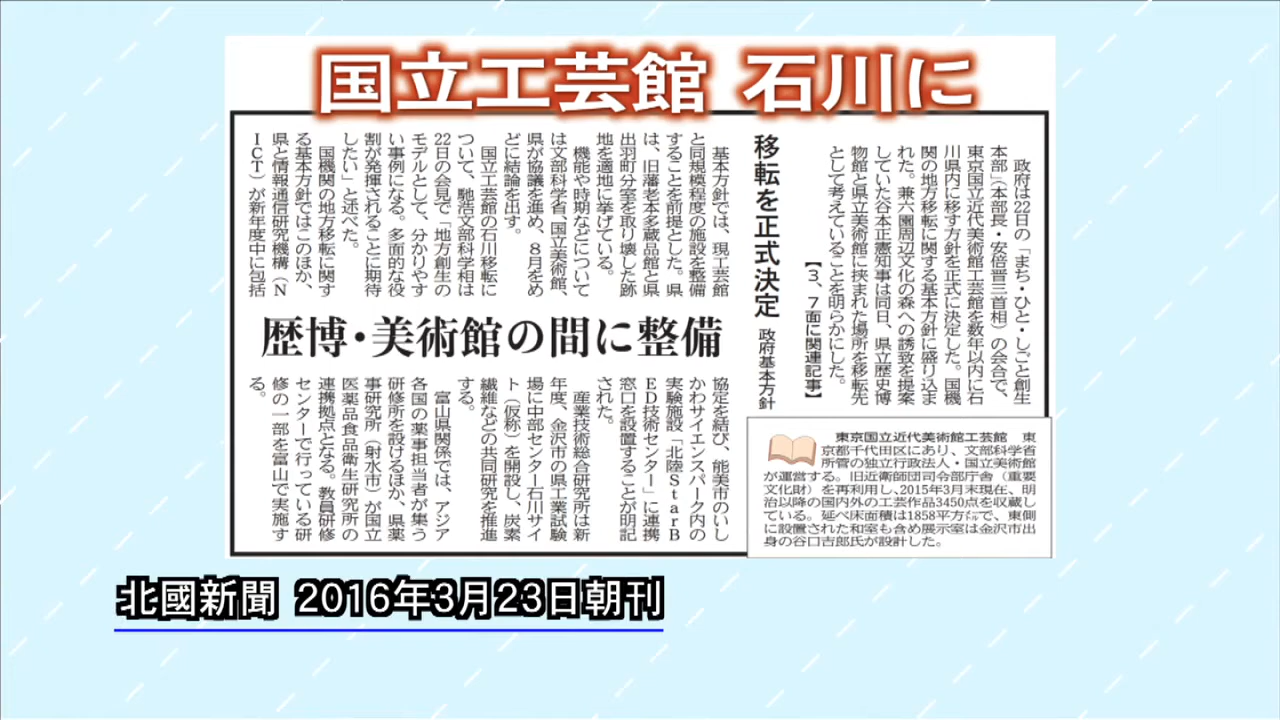 国立工芸館 石川に
移転を正式決定 政府基本方針
政府は22日の「まち・ひと・しごと創生
本部」(本部長・安倍晋三首相)の会合で、
東京国立近代美術館工芸館を数年以内に石
川県内に移す方針を正式に決定した。国機
関の地方移転に関する基本方針に盛り込ま
れた。兼六園周辺文化の森への誘致を提案
していた谷本正憲知事は同日、県立歴史博
物館と県立美術館に挟まれた場所を移転先
として考えていることを明らかにした。
【3、7面に関連記事】
歴博・美術館の間に整備
基本方針では、現工芸館
と同規模程度の施設を整備
することを前提とした。県
は、旧藩老本多蔵品館と県
出羽町分室を取り壊した跡
地を適地に挙げている。
機能や時期などについて
は文部科学省、国立美術館、
県が協議を進め、8月をめ
どに結論を出す。
国立工芸館の石川移転に
ついて、馳浩文部科学相は
22日の会見で「地方創生の
モデルとして、分かりやす
い事例になる。多面的な役
割が発揮されることに期待
したい」と述べた。
国機関の地方移転に関す
る基本方針ではこのほか、
県と情報通信研究機構(N
ICT)が新年度中に包括
協定を結び、能美市のいし
かわサイエンスパーク内の
実験施設「北陸StarB
ED技術センター」に連携
窓口を設置することが明記
された。
産業技術総合研究所は新
年度、金沢市の県工業試験
場に中部センター石川サイ
ト(仮称)を開設し、炭素
繊維などの共同研究を推進
する。
富山県関係では、アジア
各国の薬事担当者が集う
研修所を設けるほか、県薬
事研究所(射水市)が国立
医薬品食品衛生研究所の
連携拠点となる。教員研修
センターで行っている研
修の一部を富山で実施す
る。
東京国立近代美術館工芸館 東
京都千代田区にあり、文部科学省
所管の独立行政法人・国立美術館
が運営する。旧近衛師団司令部庁舎(重要
文化財)を再利用し、2015年3月末現在、明
治以降の国内外の工芸作品3450点を収蔵し
ている。延べ床面積は1858平方㍍で、東側
に設置された和室も含め展示室は金沢市出
身の谷口吉郎氏が設計した。
北國新聞 2016年3月23日朝刊